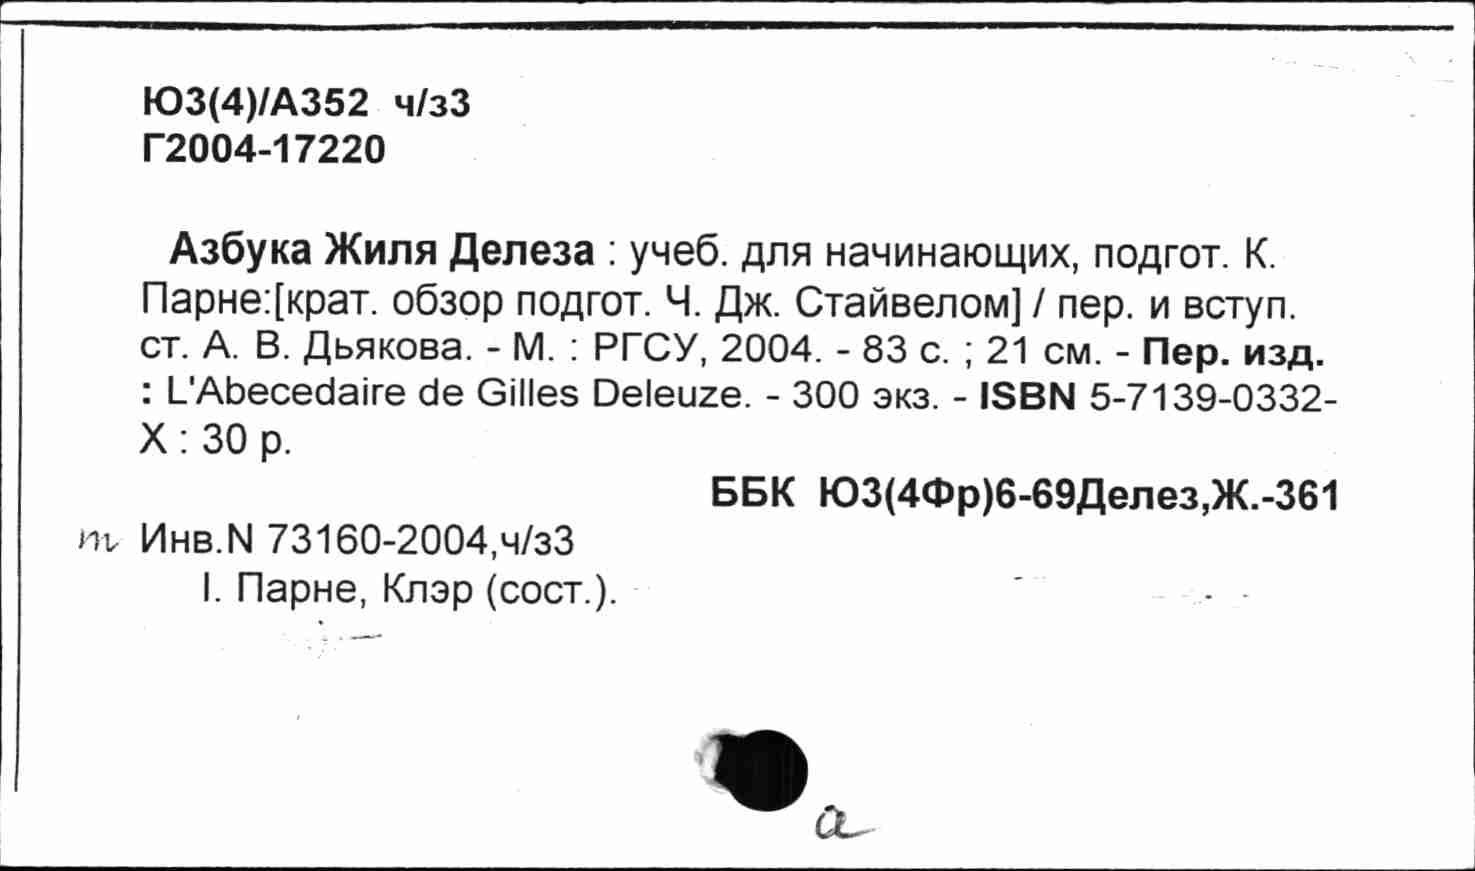 Ю3(4)/А352 ч/з3
Г2004-17220
Азбука Жиля Делеза : учеб. для начинающих, подгот. К.
Парне:[крат. обзор подгот. Ч. Дж. Стайвелом] / пер. и вступ.
ст. А. В. Дьякова. - М. : РГСУ, 2004. - 83 с. ; 21 см. - Пер. изд.
: L'Abecedaire de Gilles Deleuze. - 300 экз. - ISBN 5-7139-0332-
X : 30 р.
ББК Ю3(4Фр)6-69Делез,Ж.-361
т Инв.N 73160-2004,ч/з3
I. Парне, Клэр (сост.).
а